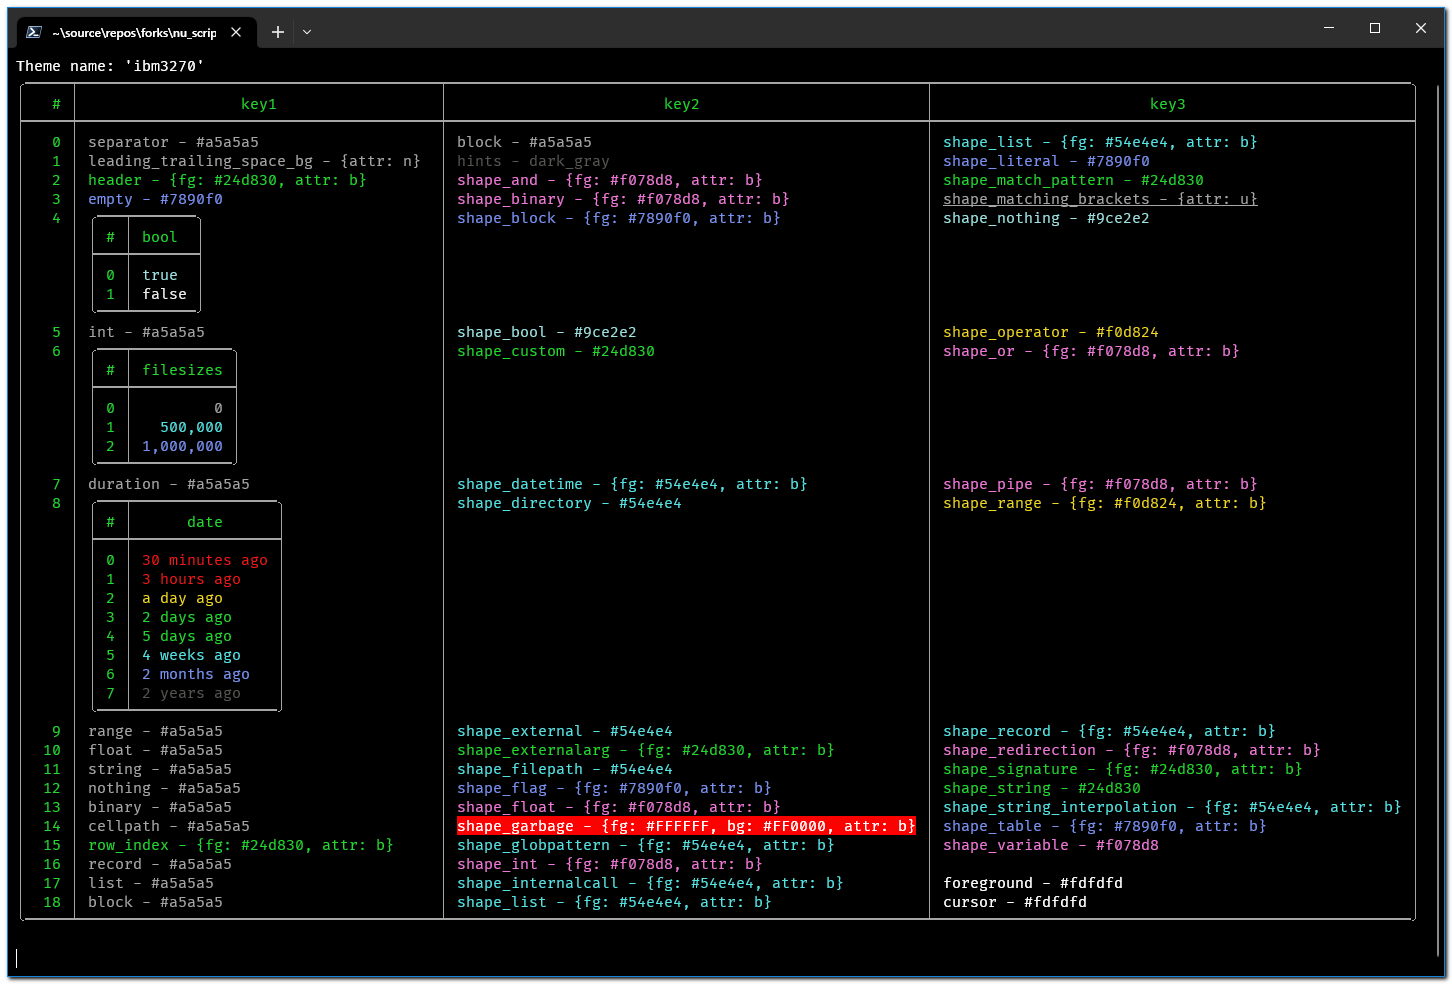 ~\source\repos\forks\nu_scrip
Theme name: 'ibm3270'
# key1 key2 key3
0 separator - #a5a5a5 block - #a5a5a5 shape_list - {fg: #54e4e4, attr: b}
1 leading_trailing_space_bg - {attr: n} hints - dark_gray shape_literal - #7890f0
2 header - {fg: #24d830, attr: b} shape_and - {fg: #f078d8, attr: b} shape_match_pattern - #24d830
3 empty - #7890f0 shape_binary - {fg: #f078d8, attr: b} shape_matching_brackets - {attr: u}
4 shape_block - {fg: #7890f0, attr: b} shape_nothing - #9ce2e2
# bool
0 true
1 false
5 int - #a5a5a5 shape_bool - #9ce2e2 shape_operator - #f0d824
6 shape_custom - #24d830 shape_or - {fg: #f078d8, attr: b}
# filesizes
0 0
1 500,000
2 1,000,000
7 duration - #a5a5a5 shape_datetime - {fg: #54e4e4, attr: b} shape_pipe - {fg: #f078d8, attr: b}
8 shape_directory - #54e4e4 shape_range - {fg: #f0d824, attr: b}
# date
0 30 minutes ago
1 3 hours ago
2 a day ago
3 2 days ago
4 5 days ago
5 4 weeks ago
6 2 months ago
7 2 years ago
9 range - #a5a5a5 shape_external - #54e4e4 shape_record - {fg: #54e4e4, attr: b}
10 float - #a5a5a5 shape_externalarg - {fg: #24d830, attr: b} shape_redirection - {fg: #f078d8, attr: b}
11 string - #a5a5a5 shape_filepath - #54e4e4 shape_signature - {fg: #24d830, attr: b}
12 nothing - #a5a5a5 shape_flag - {fg: #7890f0, attr: b} shape_string - #24d830
13 binary - #a5a5a5 shape_float - {fg: #f078d8, attr: b} shape_string_interpolation - {fg: #54e4e4, attr: b}
14 cellpath - #a5a5a5 shape_garbage - {fg: #FFFFFF, bg: #FF0000, attr: b} shape_table - {fg: #7890f0, attr: b}
15 row_index - {fg: #24d830, attr: b} shape_globpattern - {fg: #54e4e4, attr: b} shape_variable - #f078d8
16 record - #a5a5a5 shape_int - {fg: #f078d8, attr: b}
17 list - #a5a5a5 shape_internalcall - {fg: #54e4e4, attr: b} foreground - #fdfdfd
18 block - #a5a5a5 shape_list - {fg: #54e4e4, attr: b} cursor - #fdfdfd